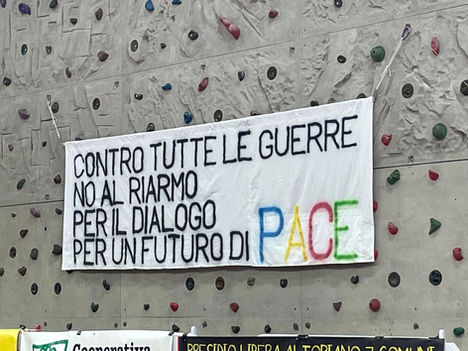 CONTRO TUTTE LE GUERRE
NO AL RIARMO
PER IL DIALOGO
PER UN FUTURO DI PACE
Cooperativa
PRESIDIO LIBERA ALTOPIANO 7 COMUNI